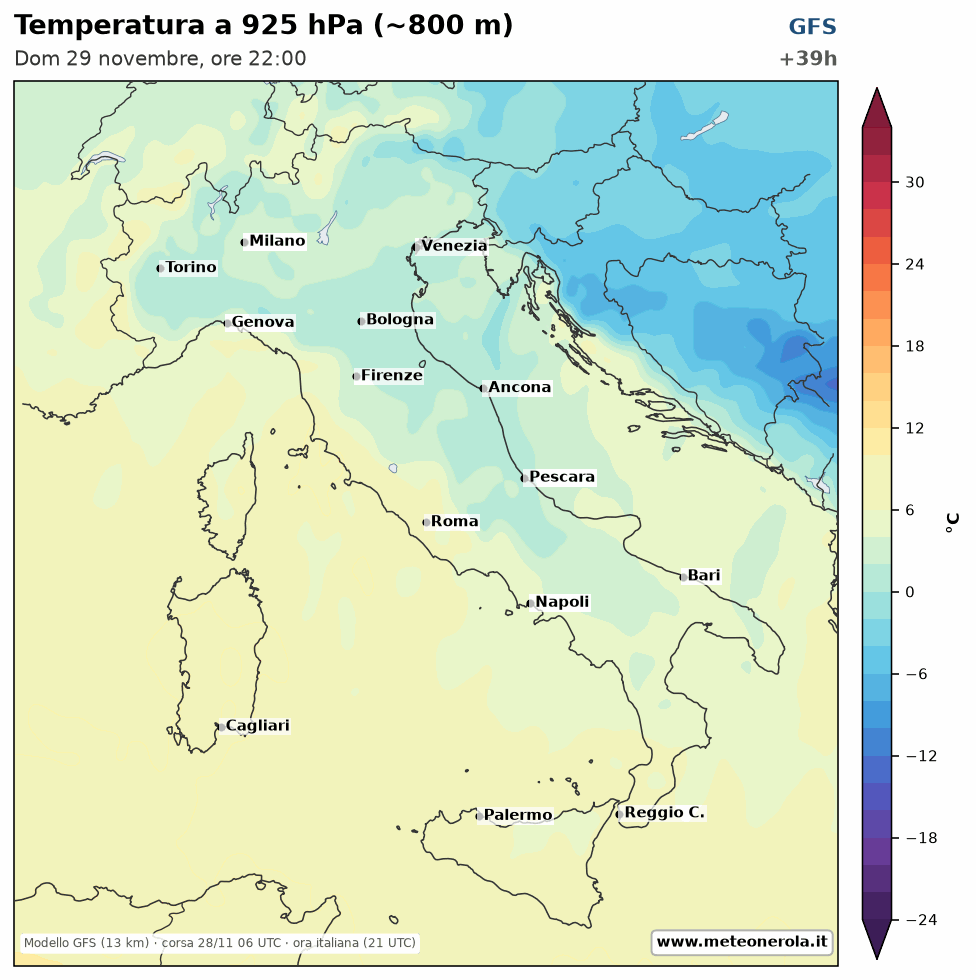 Temperatura a 925 hPa (~800 m)
GFS
Dom 29 novembre, ore 22:00
+39h
Milano
Venezia
Torino
Genova
Bologna
Firenze
Ancona
Pescara
Roma
Bari
Napoli
Cagliari
Palermo
Reggio C.
30
24
18
12
6
0
−6
−12
−18
−24
°C
Modello GFS (13 km) · corsa 28/11 06 UTC · ora italiana (21 UTC)
www.meteonerola.it